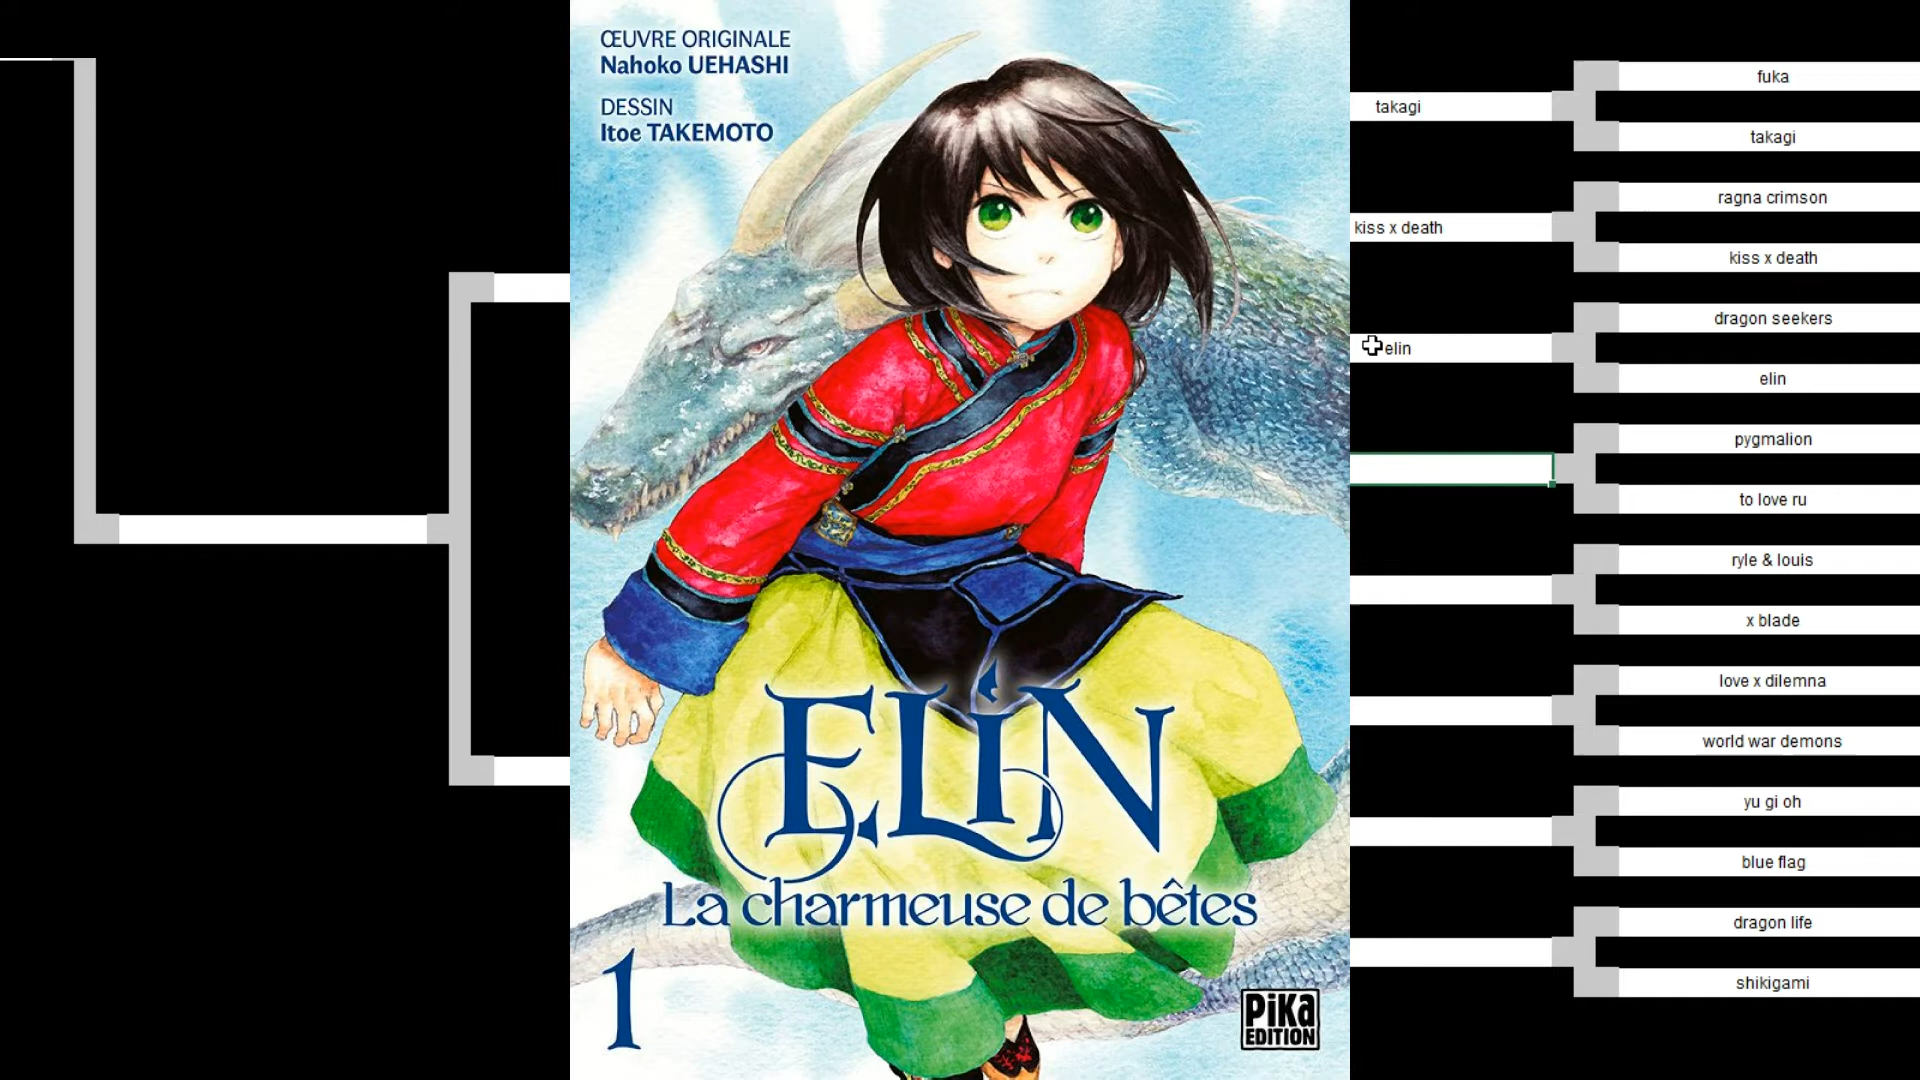 ŒUVRE ORIGINALE
Nahoko UEHASHI
DESSIN
Itoe TAKEMOTO
ELiN
La charmeuse de bêtes
1
PiKa
EDITION
takagi
kiss x death
elin
fuka
takagi
ragna crimson
kiss x death
dragon seekers
elin
pygmalion
to love ru
ryle & louis
x blade
love x dilemna
world war demons
yu gi oh
blue flag
dragon life
shikigami